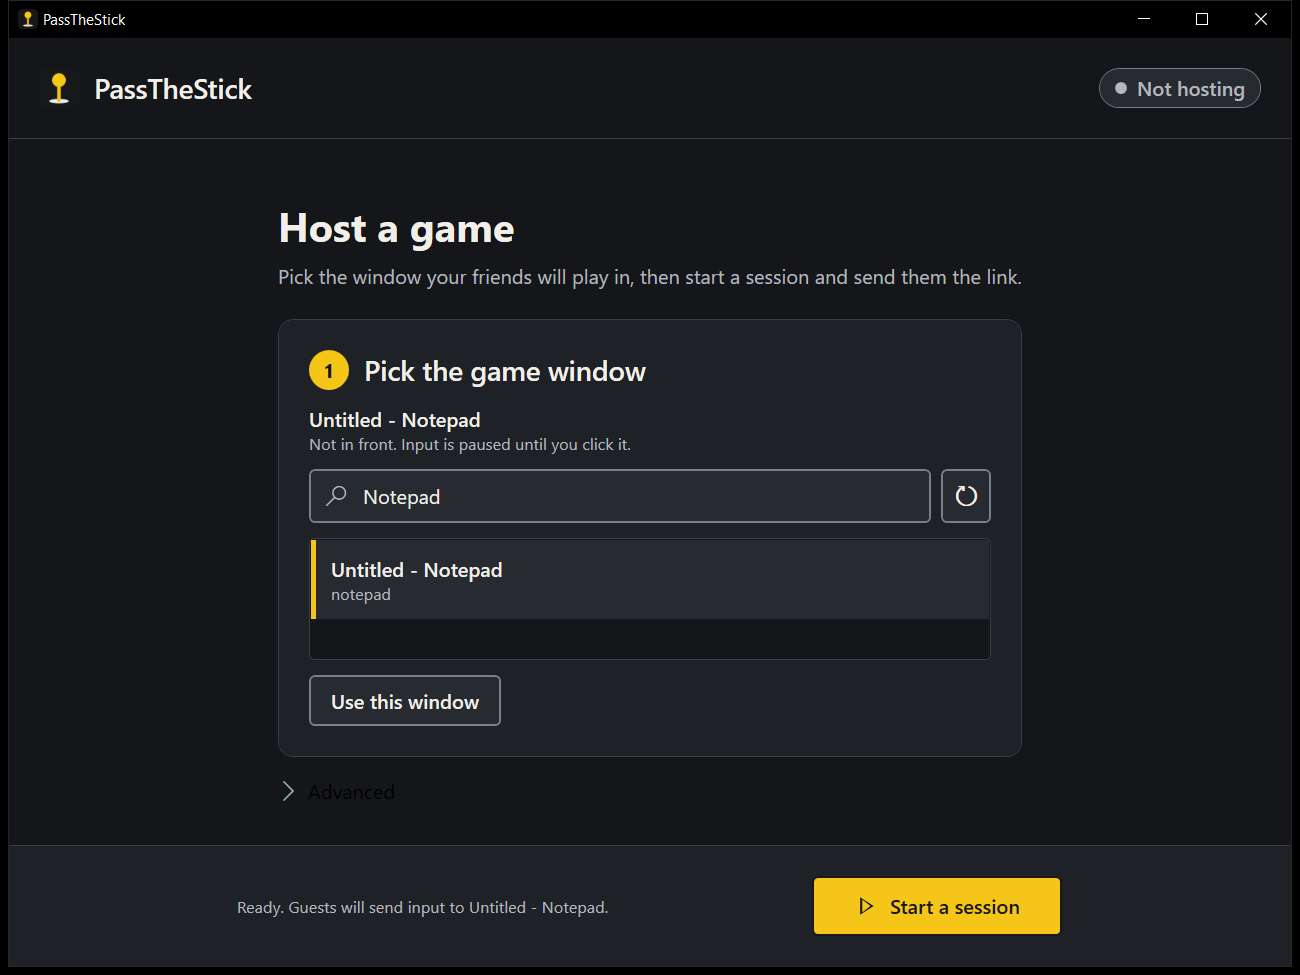 PassTheStick
PassTheStick
Not hosting
Host a game
Pick the window your friends will play in, then start a session and send them the link.
1 Pick the game window
Untitled - Notepad
Not in front. Input is paused until you click it.
Notepad
Untitled - Notepad
notepad
Use this window
Advanced
Ready. Guests will send input to Untitled - Notepad.
Start a session